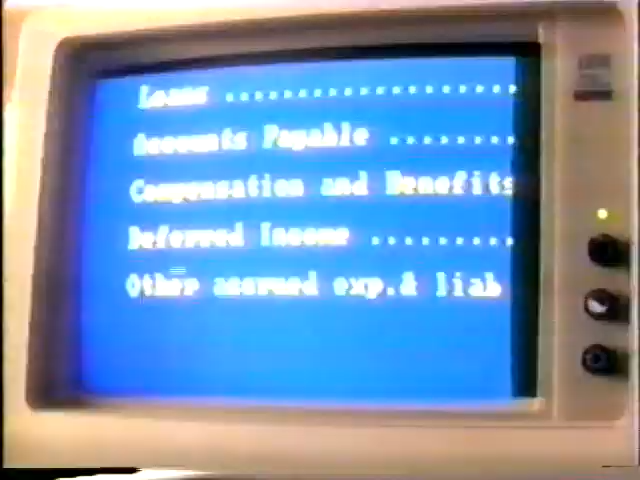 Loans ....................
Accounts Payable .........
Compensation and Benefits
Deferred Income ..........
Other accrued exp.& liab